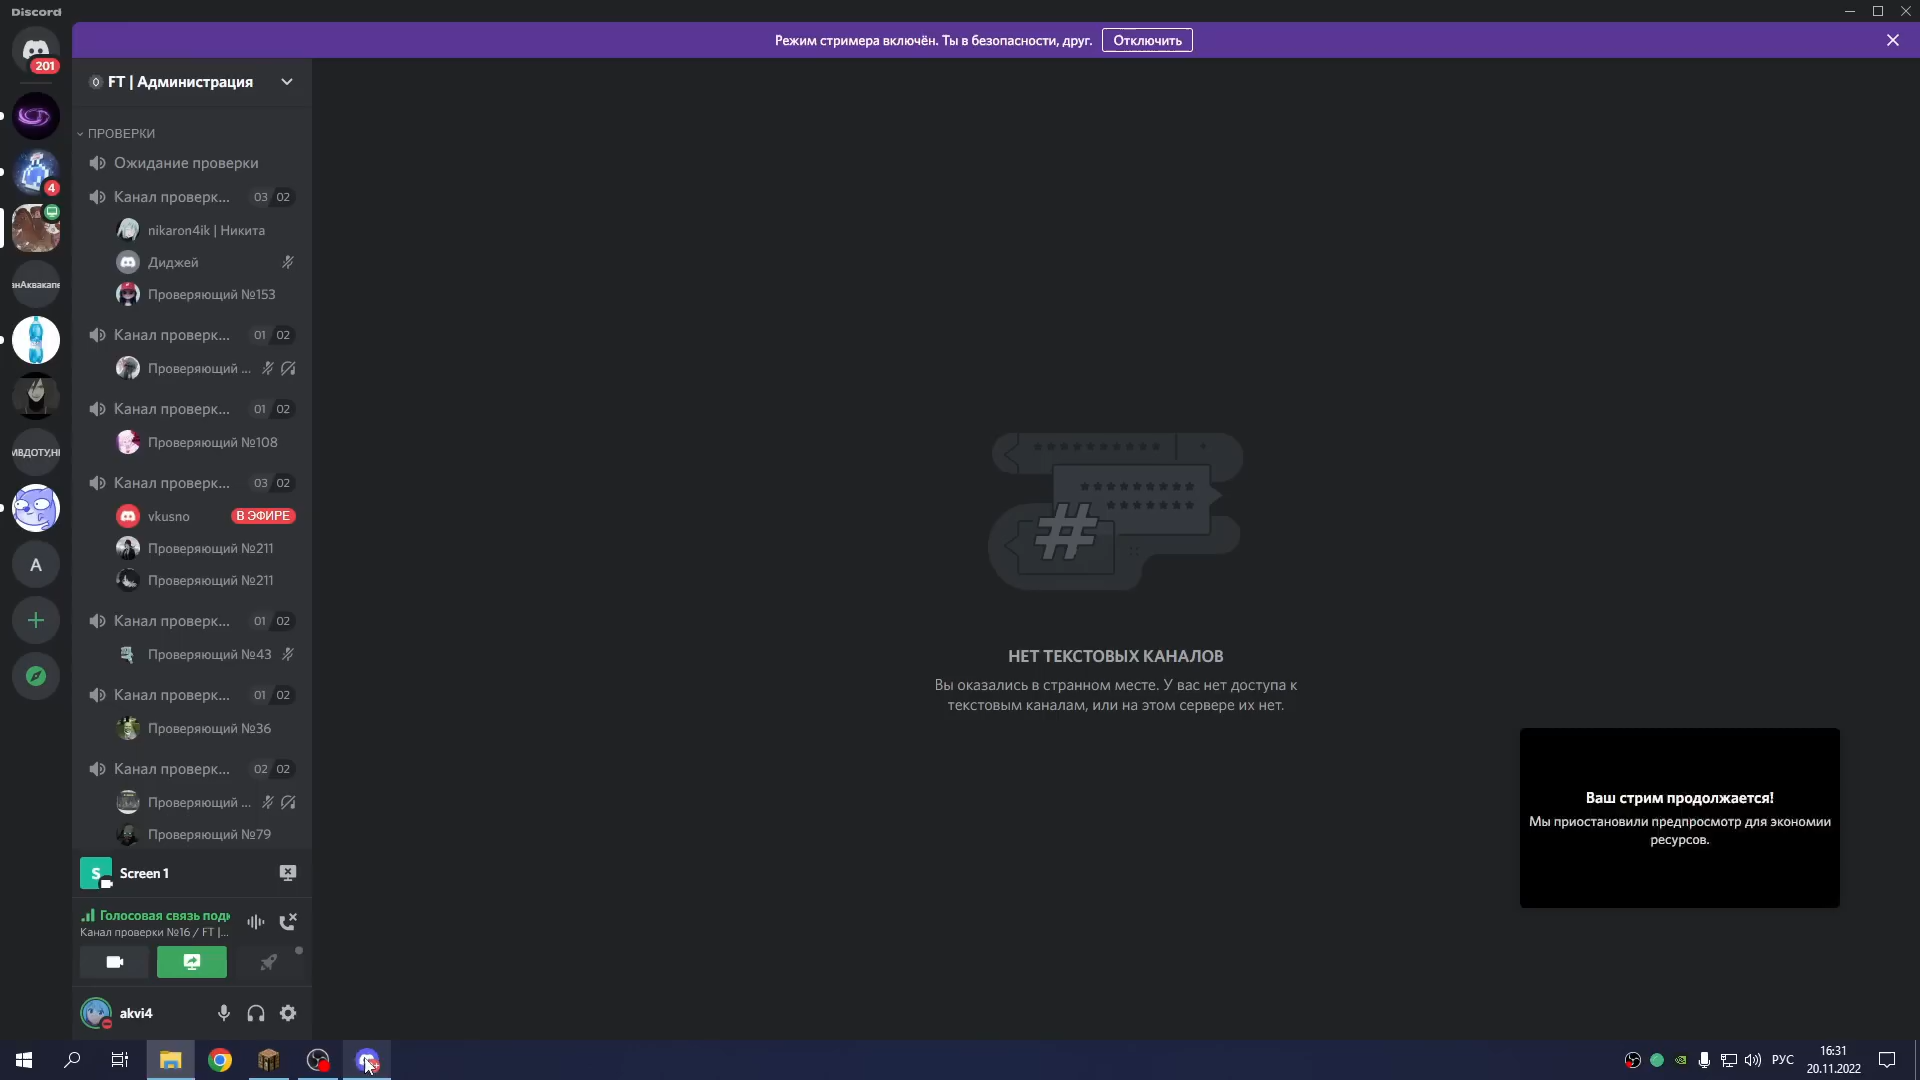 Discord
Режим стримера включён. Ты в безопасности, друг.
Отключить
201
FT | Администрация
ПРОВЕРКИ
Ожидание проверки
Канал проверк... 03 02
4
nikaron4ik | Никита
Диджей
Проверяющий №153
Канал проверк... 01 02
Проверяющий ...
Канал проверк... 01 02
Проверяющий №108
Канал проверк... 03 02
vkusno В ЭФИРЕ
Проверяющий №211
A
Проверяющий №211
Канал проверк... 01 02
Проверяющий №43
Канал проверк... 01 02
Проверяющий №36
Канал проверк... 02 02
Проверяющий ...
Проверяющий №79
НЕТ ТЕКСТОВЫХ КАНАЛОВ
Вы оказались в странном месте. У вас нет доступа к
текстовым каналам, или на этом сервере их нет.
Ваш стрим продолжается!
Мы приостановили предпросмотр для экономии
ресурсов.
S Screen 1
Голосовая связь подк
Канал проверки №16 / FT |...
akvi4
РУС
16:31
20.11.2022